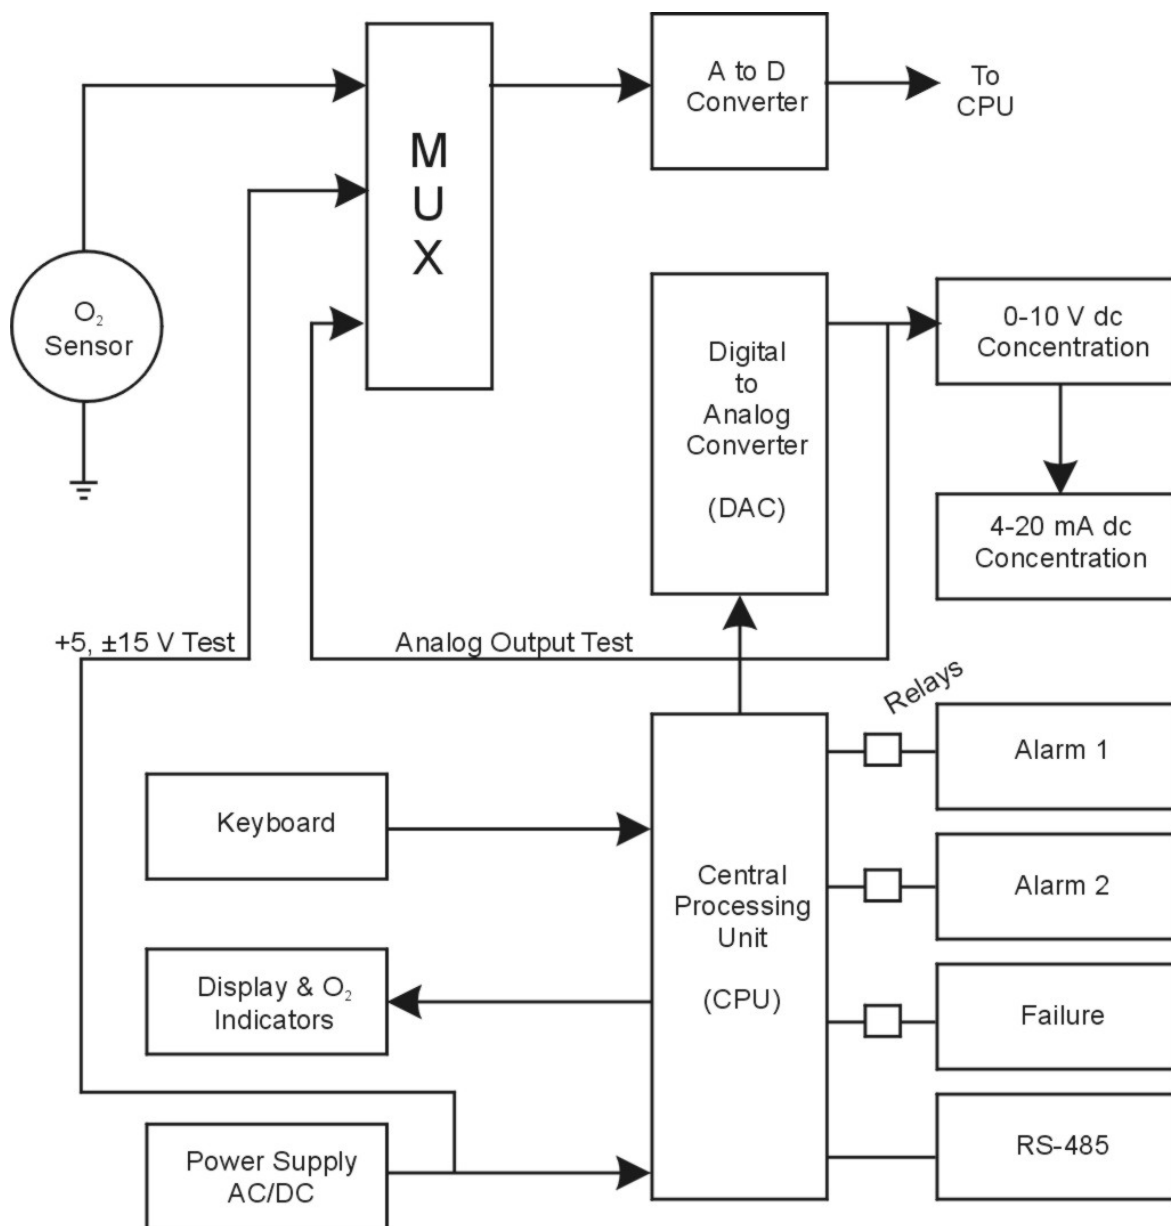 M
U
X
A to D
Converter
To
CPU
O₂
Sensor
Digital
to
Analog
Converter
(DAC)
0-10 V dc
Concentration
4-20 mA dc
Concentration
+5, ±15 V Test
Analog Output Test
Relays
Alarm 1
Keyboard
Central
Processing
Unit
(CPU)
Alarm 2
Display & O₂
Indicators
Failure
Power Supply
AC/DC
RS-485